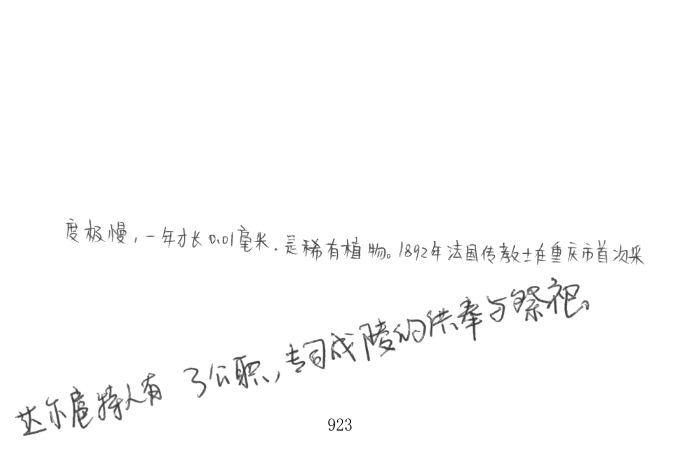 度极慢，一年才长0.01毫米，是稀有植物。1892年法国传教士在重庆市首次采
达尔扈特人有了公职，专司成陵的供奉与祭祀。
923